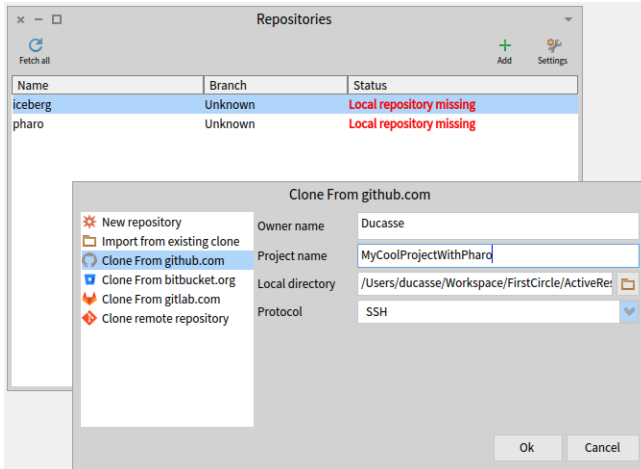 Repositories
Fetch all
Add
Settings
Name Branch Status
iceberg Unknown Local repository missing
pharo Unknown Local repository missing
Clone From github.com
New repository
Import from existing clone
Clone From github.com
Clone From bitbucket.org
Clone From gitlab.com
Clone remote repository
Owner name Ducasse
Project name MyCoolProjectWithPharo
Local directory /Users/ducasse/Workspace/FirstCircle/ActiveRes
Protocol SSH
Ok Cancel